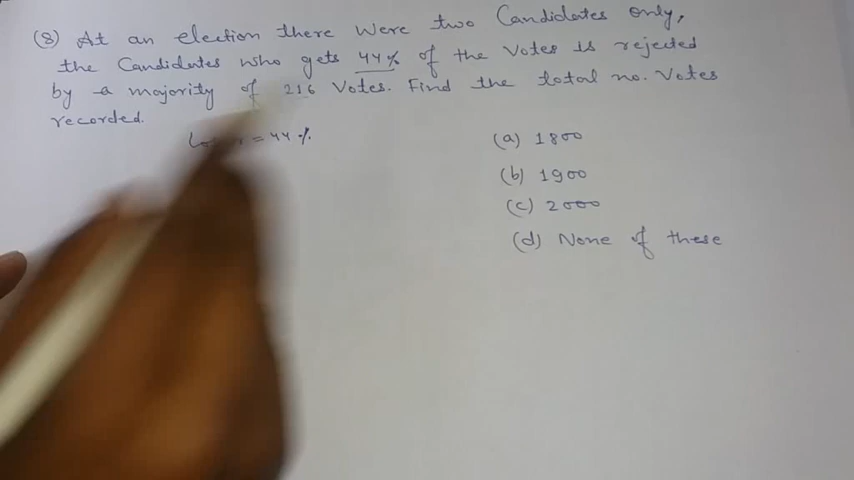 (8) At an election there were two Candidates only,
the Candidates who gets 44% of the Votes is rejected
by a majority of 216 Votes. Find the total no. Votes
recorded.
= 44%
(a) 1800
(b) 1900
(c) 2000
(d) None of these